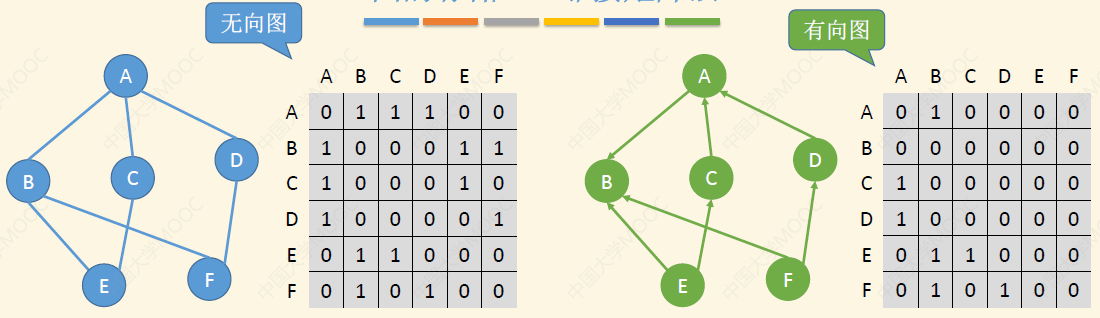 无向图
有向图
A
B
C
D
E
F
A B C D E F
A 0 1 1 1 0 0
B 1 0 0 0 1 1
C 1 0 0 0 1 0
D 1 0 0 0 0 1
E 0 1 1 0 0 0
F 0 1 0 1 0 0
A
B
C
D
E
F
A B C D E F
A 0 1 0 0 0 0
B 0 0 0 0 0 0
C 1 0 0 0 0 0
D 1 0 0 0 0 0
E 0 1 1 0 0 0
F 0 1 0 1 0 0
中国大学MOOC